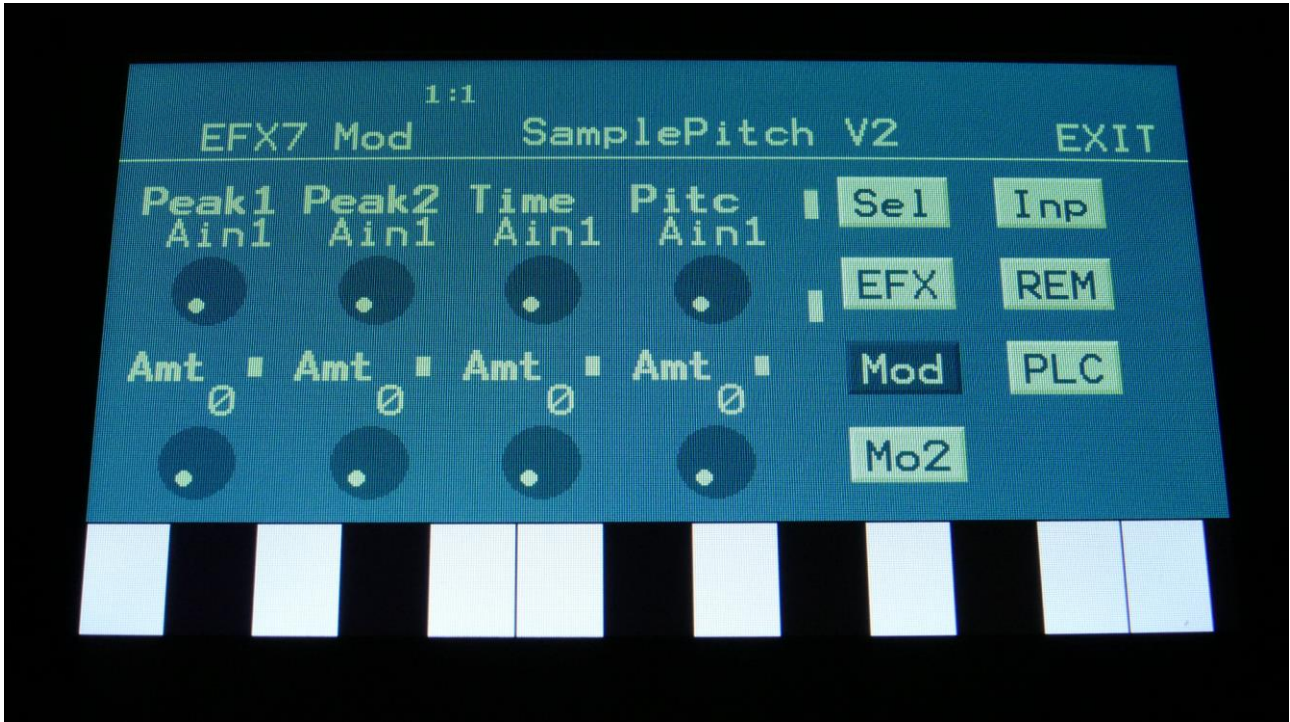 1:1
EFX7 Mod SamplePitch V2 EXIT
Peak1 Peak2 Time Pitc Sel Inp
Ain1 Ain1 Ain1 Ain1
EFX REM
Amt Amt Amt Amt Mod PLC
0 0 0 0
Mo2